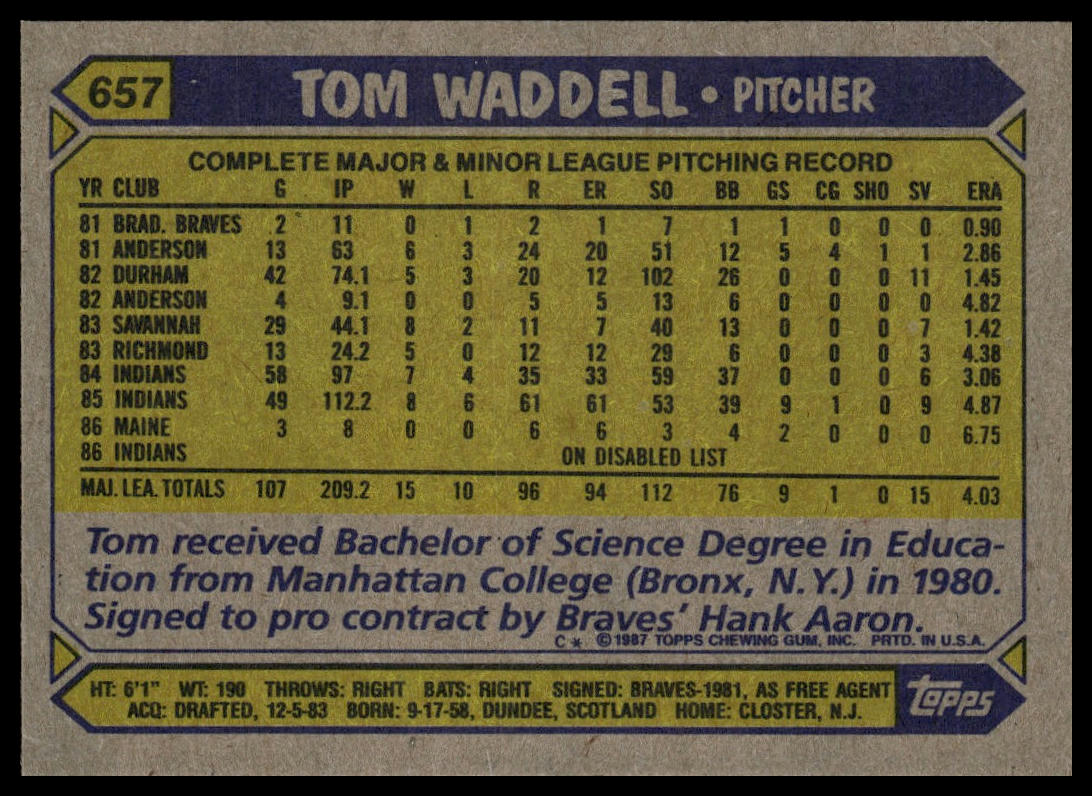 657 TOM WADDELL • PITCHER
COMPLETE MAJOR & MINOR LEAGUE PITCHING RECORD
YR CLUB G IP W L R ER SO BB GS CG SHO SV ERA
81 BRAD. BRAVES 2 11 0 1 2 1 7 1 1 0 0 0 0.90
81 ANDERSON 13 63 6 3 24 20 51 12 5 4 1 1 2.86
82 DURHAM 42 74.1 5 3 20 12 102 26 0 0 0 11 1.45
82 ANDERSON 4 9.1 0 0 5 5 13 6 0 0 0 0 4.82
83 SAVANNAH 29 44.1 8 2 11 7 40 13 0 0 0 7 1.42
83 RICHMOND 13 24.2 5 0 12 12 29 6 0 0 0 3 4.38
84 INDIANS 58 97 7 4 35 33 59 37 0 0 0 6 3.06
85 INDIANS 49 112.2 8 6 61 61 53 39 9 1 0 9 4.87
86 MAINE 3 8 0 0 6 6 3 4 2 0 0 0 6.75
86 INDIANS ON DISABLED LIST
MAJ. LEA. TOTALS 107 209.2 15 10 96 94 112 76 9 1 0 15 4.03
Tom received Bachelor of Science Degree in Educa-
tion from Manhattan College (Bronx, N.Y.) in 1980.
Signed to pro contract by Braves' Hank Aaron.
C* ©1987 TOPPS CHEWING GUM, INC. PRTD. IN U.S.A.
HT: 6'1" WT: 190 THROWS: RIGHT BATS: RIGHT SIGNED: BRAVES-1981, AS FREE AGENT
ACQ: DRAFTED, 12-5-83 BORN: 9-17-58, DUNDEE, SCOTLAND HOME: CLOSTER, N.J.
topps